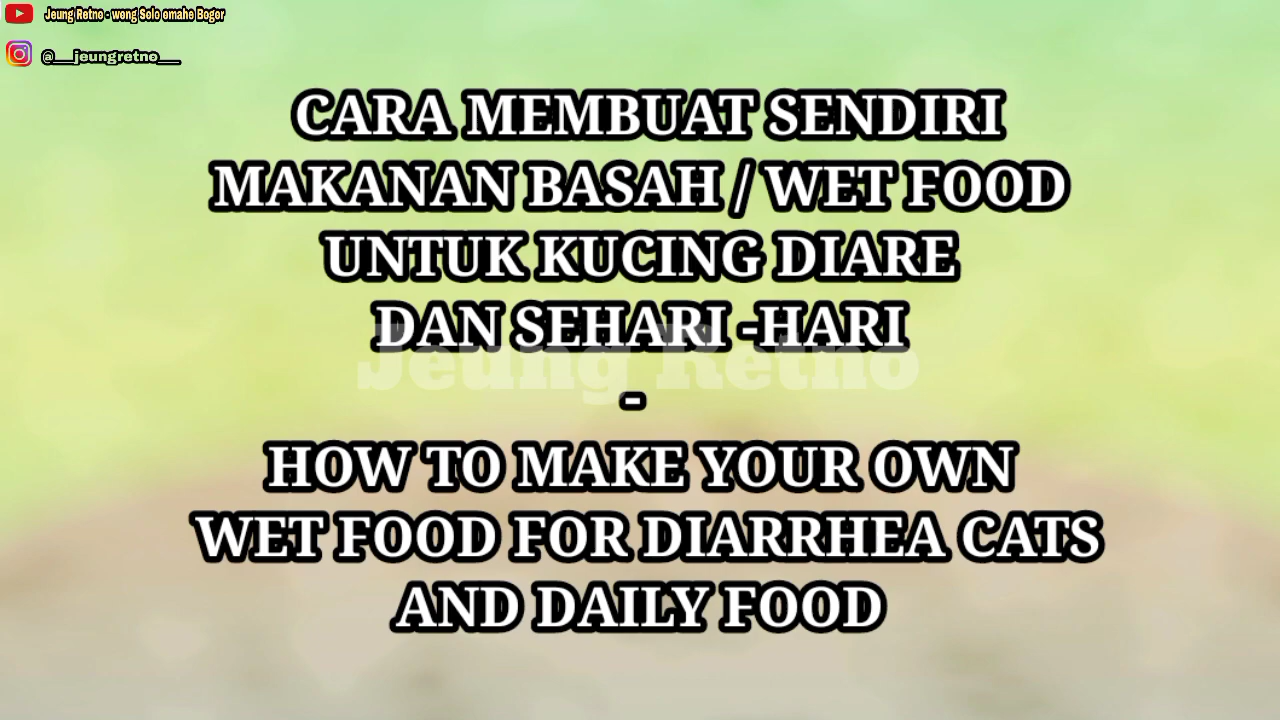 Jeung Retno - wong Solo omahe Bogor
@__jeungretno__
CARA MEMBUAT SENDIRI
MAKANAN BASAH / WET FOOD
UNTUK KUCING DIARE
DAN SEHARI -HARI
Jeung Retno
-
HOW TO MAKE YOUR OWN
WET FOOD FOR DIARRHEA CATS
AND DAILY FOOD